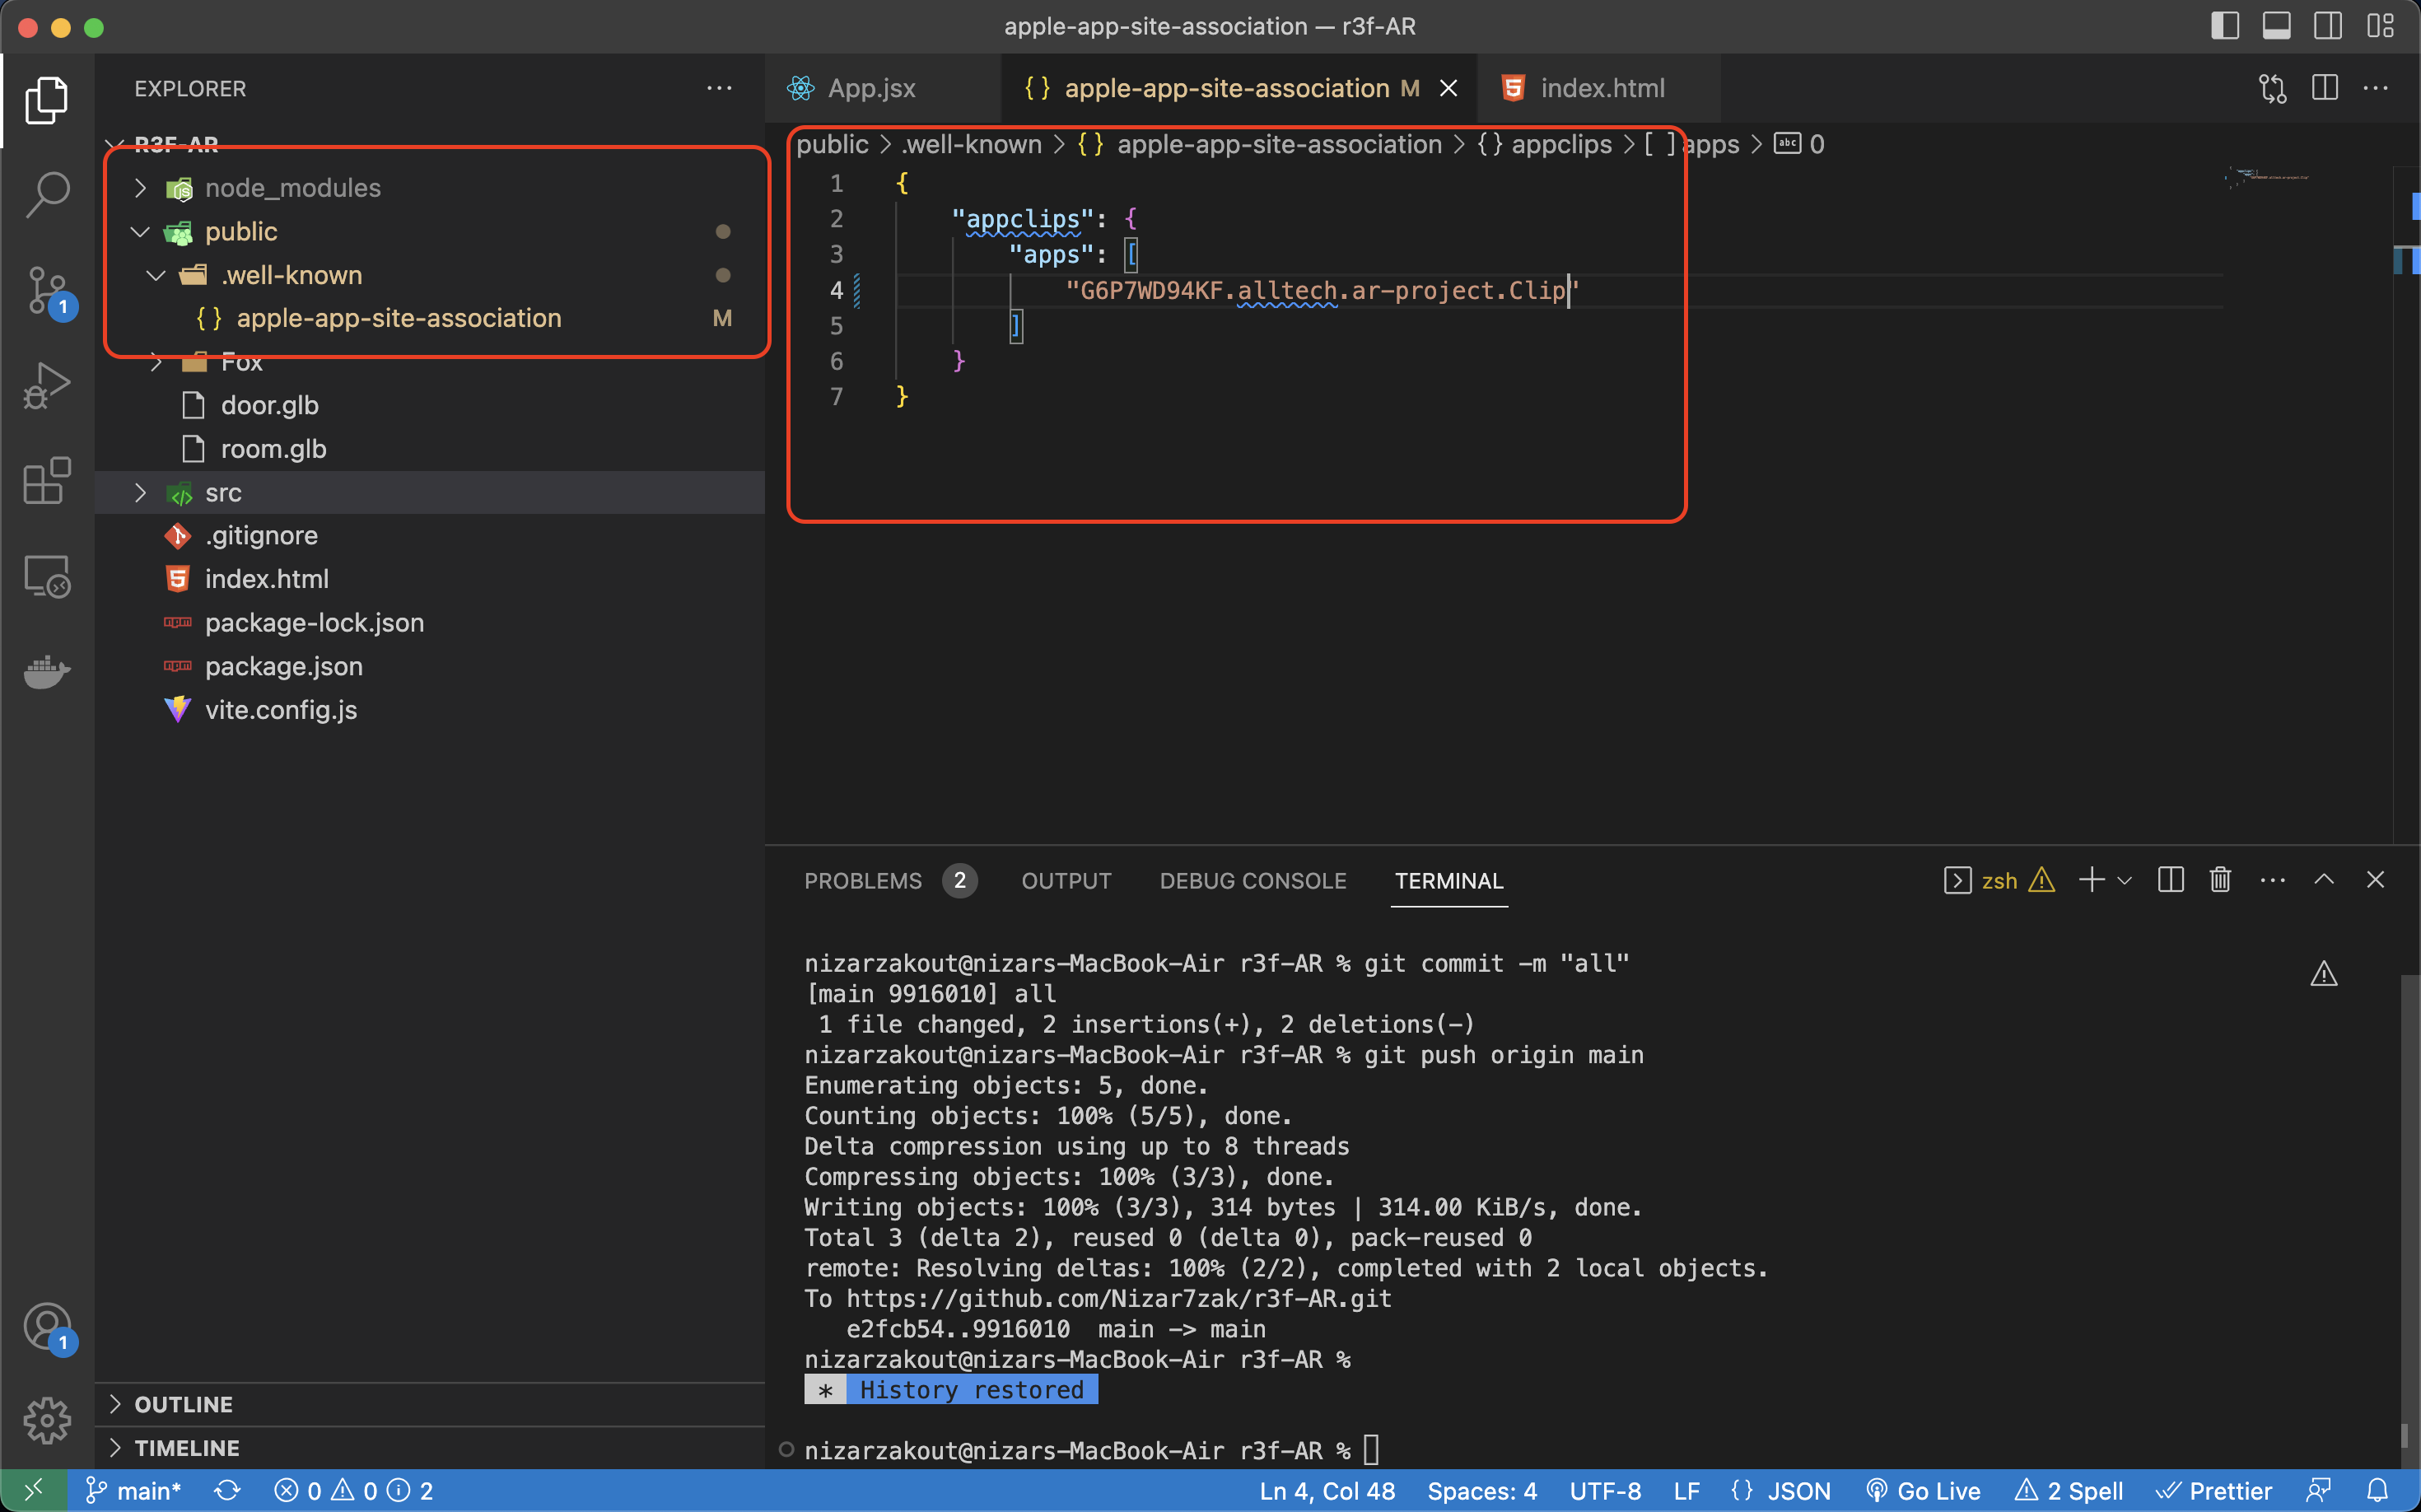 apple-app-site-association — r3f-AR
EXPLORER
R3F-AR
node_modules
public
.well-known
{} apple-app-site-association M
Fox
door.glb
room.glb
src
.gitignore
index.html
package-lock.json
package.json
vite.config.js
OUTLINE
TIMELINE
1
1
App.jsx
{} apple-app-site-association M
index.html
public > .well-known > {} apple-app-site-association > {} appclips > [ ] apps > abc 0
1 {
2 "appclips": {
3 "apps": [
4 "G6P7WD94KF.alltech.ar-project.Clip"
5 ]
6 }
7 }
PROBLEMS 2 OUTPUT DEBUG CONSOLE TERMINAL
zsh
nizarzakout@nizars-MacBook-Air r3f-AR % git commit -m "all"
[main 9916010] all
1 file changed, 2 insertions(+), 2 deletions(-)
nizarzakout@nizars-MacBook-Air r3f-AR % git push origin main
Enumerating objects: 5, done.
Counting objects: 100% (5/5), done.
Delta compression using up to 8 threads
Compressing objects: 100% (3/3), done.
Writing objects: 100% (3/3), 314 bytes | 314.00 KiB/s, done.
Total 3 (delta 2), reused 0 (delta 0), pack-reused 0
remote: Resolving deltas: 100% (2/2), completed with 2 local objects.
To https://github.com/Nizar7zak/r3f-AR.git
e2fcb54..9916010 main -> main
nizarzakout@nizars-MacBook-Air r3f-AR %
* History restored
nizarzakout@nizars-MacBook-Air r3f-AR %
main* 0 0 2 Ln 4, Col 48 Spaces: 4 UTF-8 LF {} JSON Go Live 2 Spell Prettier